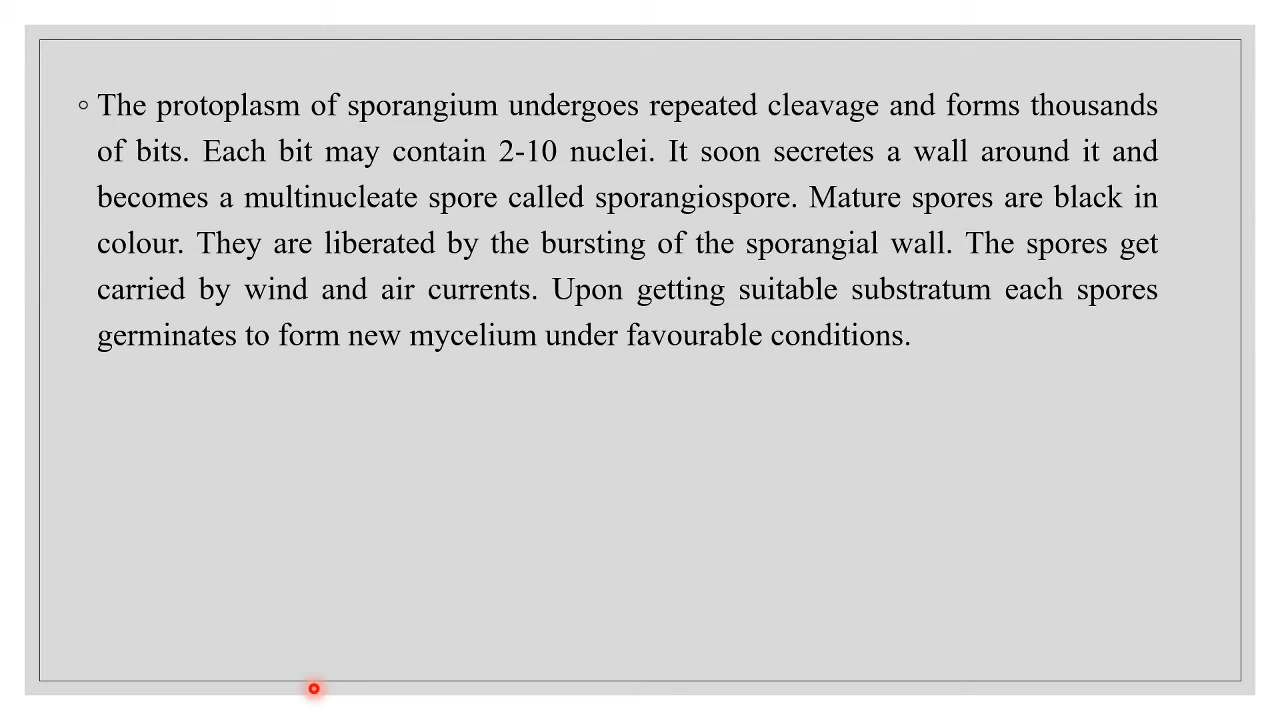 ◦ The protoplasm of sporangium undergoes repeated cleavage and forms thousands
of bits. Each bit may contain 2-10 nuclei. It soon secretes a wall around it and
becomes a multinucleate spore called sporangiospore. Mature spores are black in
colour. They are liberated by the bursting of the sporangial wall. The spores get
carried by wind and air currents. Upon getting suitable substratum each spores
germinates to form new mycelium under favourable conditions.